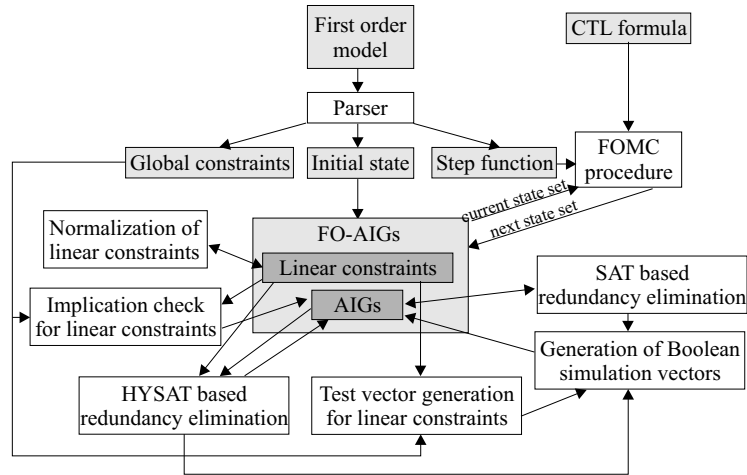 First order
model
CTL formula
Parser
Global constraints
Initial state
Step function
FOMC
procedure
current state set
next state set
Normalization of
linear constraints
FO-AIGs
Linear constraints
AIGs
SAT based
redundancy elimination
Implication check
for linear constraints
Generation of Boolean
simulation vectors
HYSAT based
redundancy elimination
Test vector generation
for linear constraints